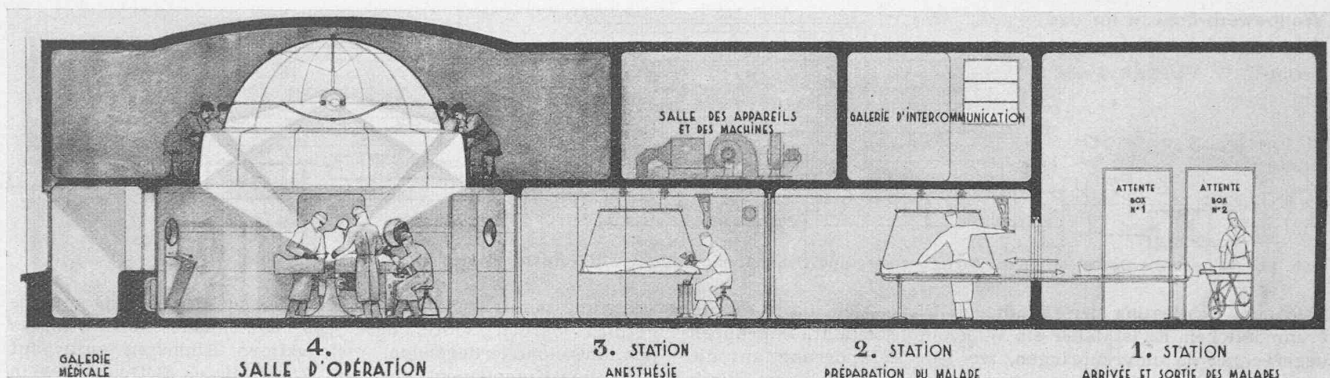 SALLE DES APPAREILS
ET DES MACHINES
GALERIE D'INTERCOMMUNICATION
ATTENTE
BOX
N°1
ATTENTE
BOX
N°2
GALERIE
MÉDICALE
4.
SALLE D'OPÉRATION
3. STATION
ANESTHÉSIE
2. STATION
PRÉPARATION DU MALADE
1. STATION
ARRIVÉE ET SORTIE DES MALADES